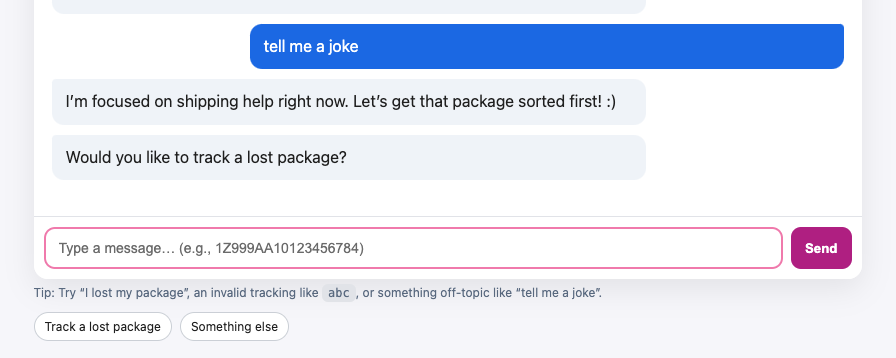 tell me a joke
I’m focused on shipping help right now. Let’s get that package sorted first! :)
Would you like to track a lost package?
Type a message… (e.g., 1Z999AA10123456784)
Send
Tip: Try “I lost my package”, an invalid tracking like abc, or something off-topic like “tell me a joke”.
Track a lost package
Something else